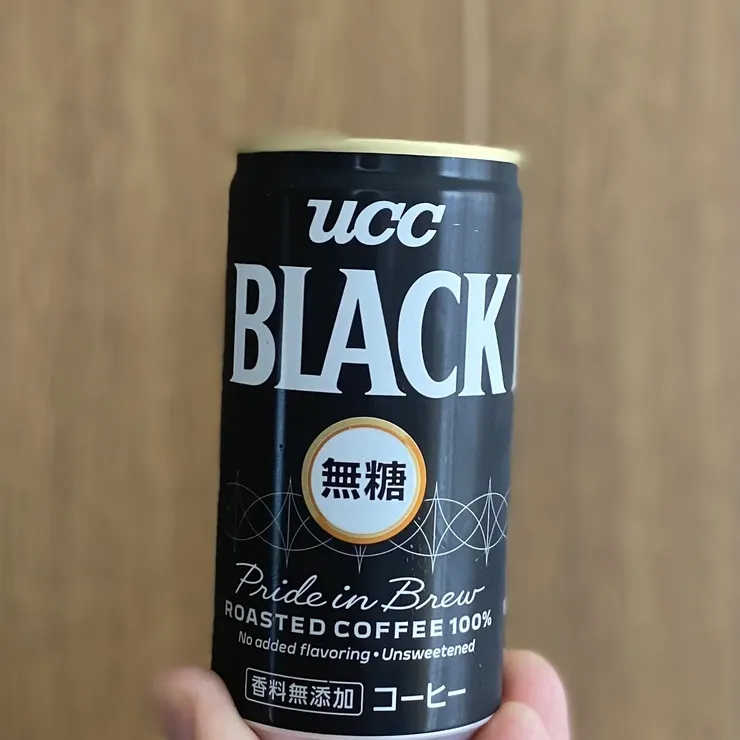 UCC
BLACK
無糖
Pride in Brew
ROASTED COFFEE 100%
No added flavoring • Unsweetened
香料無添加 コーヒー